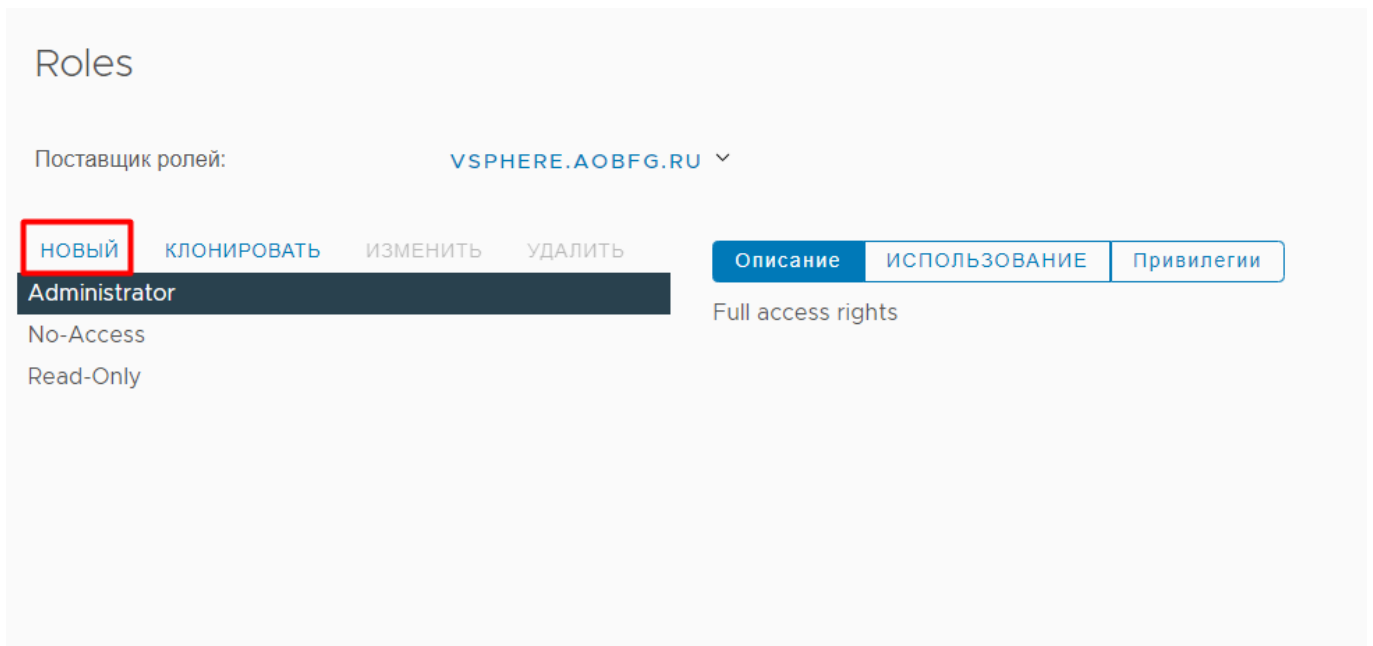 Roles
Поставщик ролей: VSPHERE.AOBFG.RU
НОВЫЙ КЛОНИРОВАТЬ ИЗМЕНИТЬ УДАЛИТЬ
Administrator
No-Access
Read-Only
Описание ИСПОЛЬЗОВАНИЕ Привилегии
Full access rights